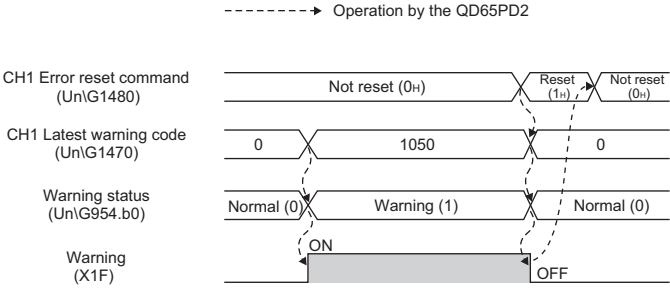 Operation by the QD65PD2
CH1 Error reset command
(Un\G1480)
Not reset (0H)
Reset
(1H)
Not reset
(0H)
CH1 Latest warning code
(Un\G1470)
0
1050
0
Warning status
(Un\G954.b0)
Normal (0)
Warning (1)
Normal (0)
Warning
(X1F)
ON
OFF